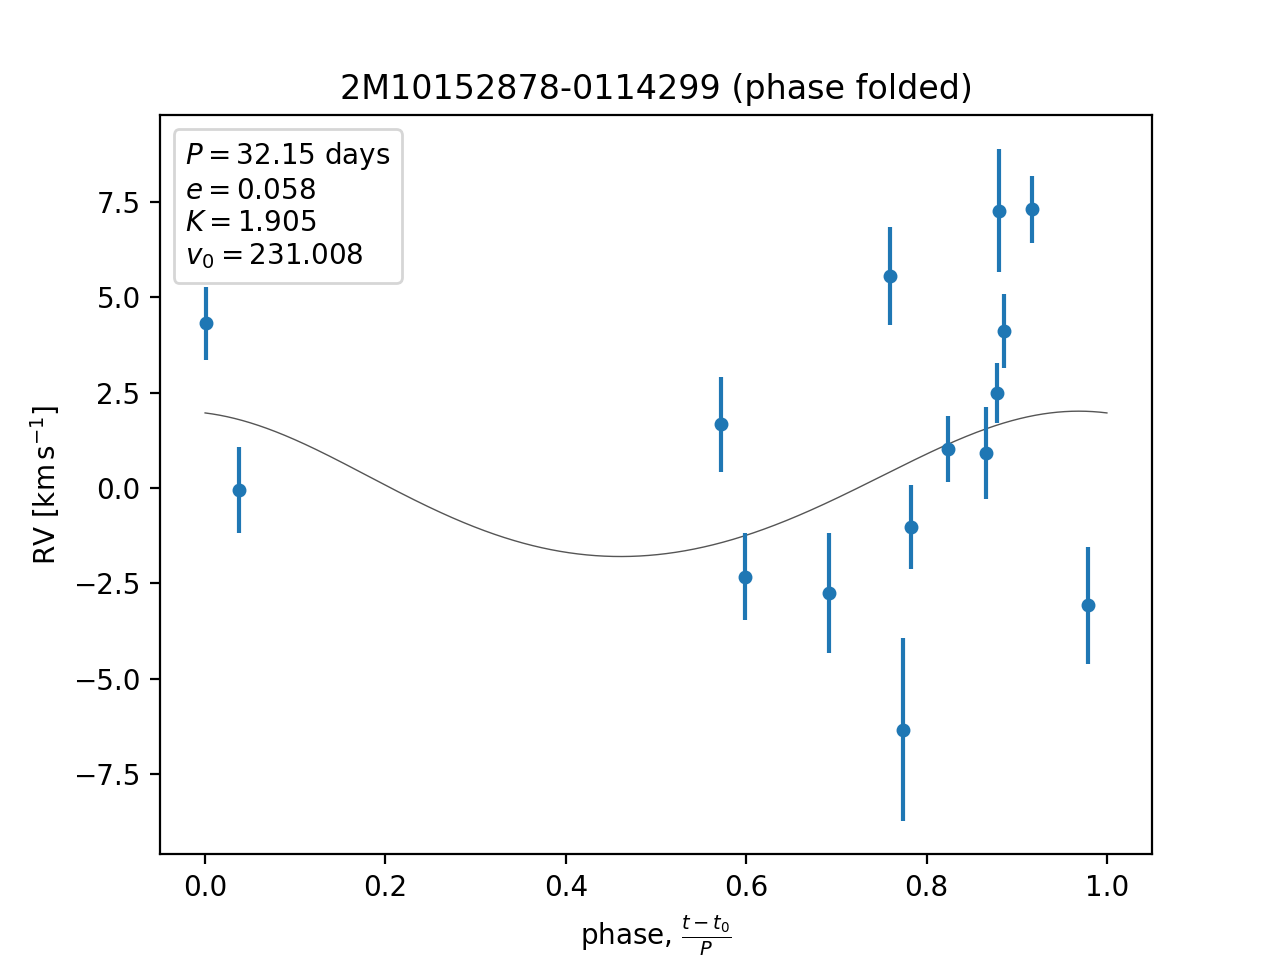 2M10152878-0114299 (phase folded)
P = 32.15 days
e = 0.058
K = 1.905
v₀ = 231.008
RV [km s⁻¹]
7.5
5.0
2.5
0.0
−2.5
−5.0
−7.5
0.0 0.2 0.4 0.6 0.8 1.0
phase, (t − t₀)/P